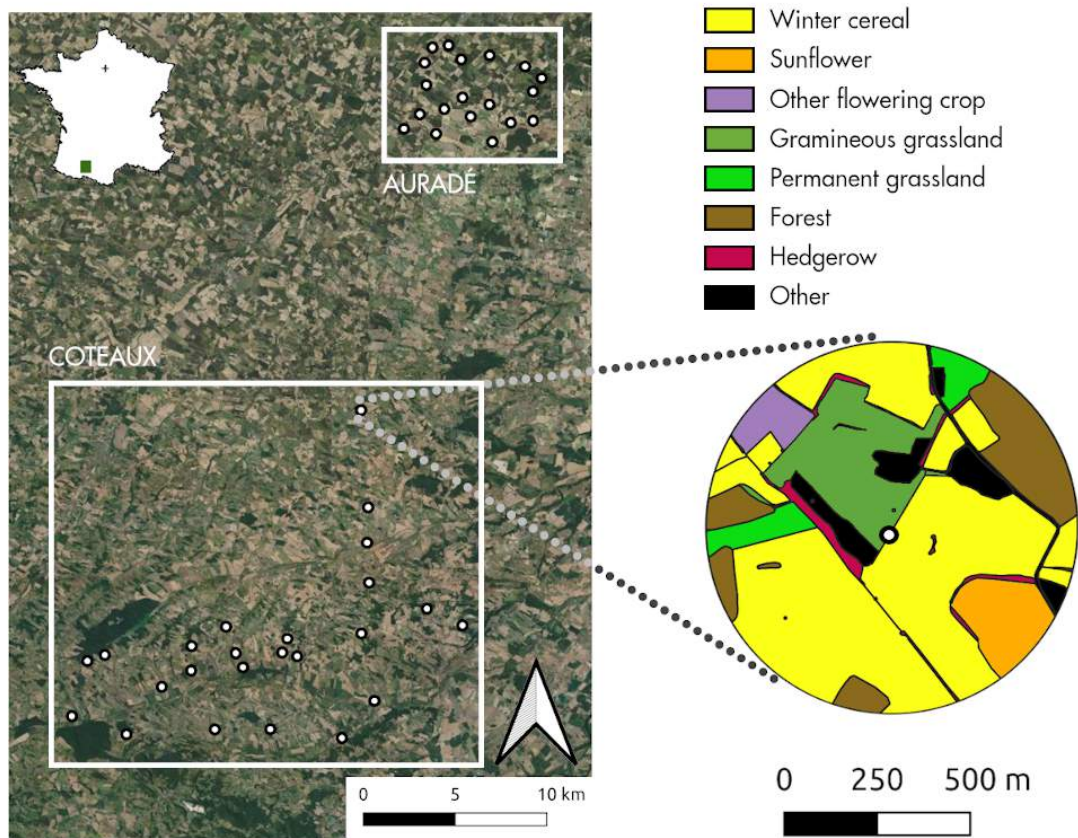 AURADÉ
COTEAUX
0 5 10 km
Winter cereal
Sunflower
Other flowering crop
Gramineous grassland
Permanent grassland
Forest
Hedgerow
Other
0 250 500 m